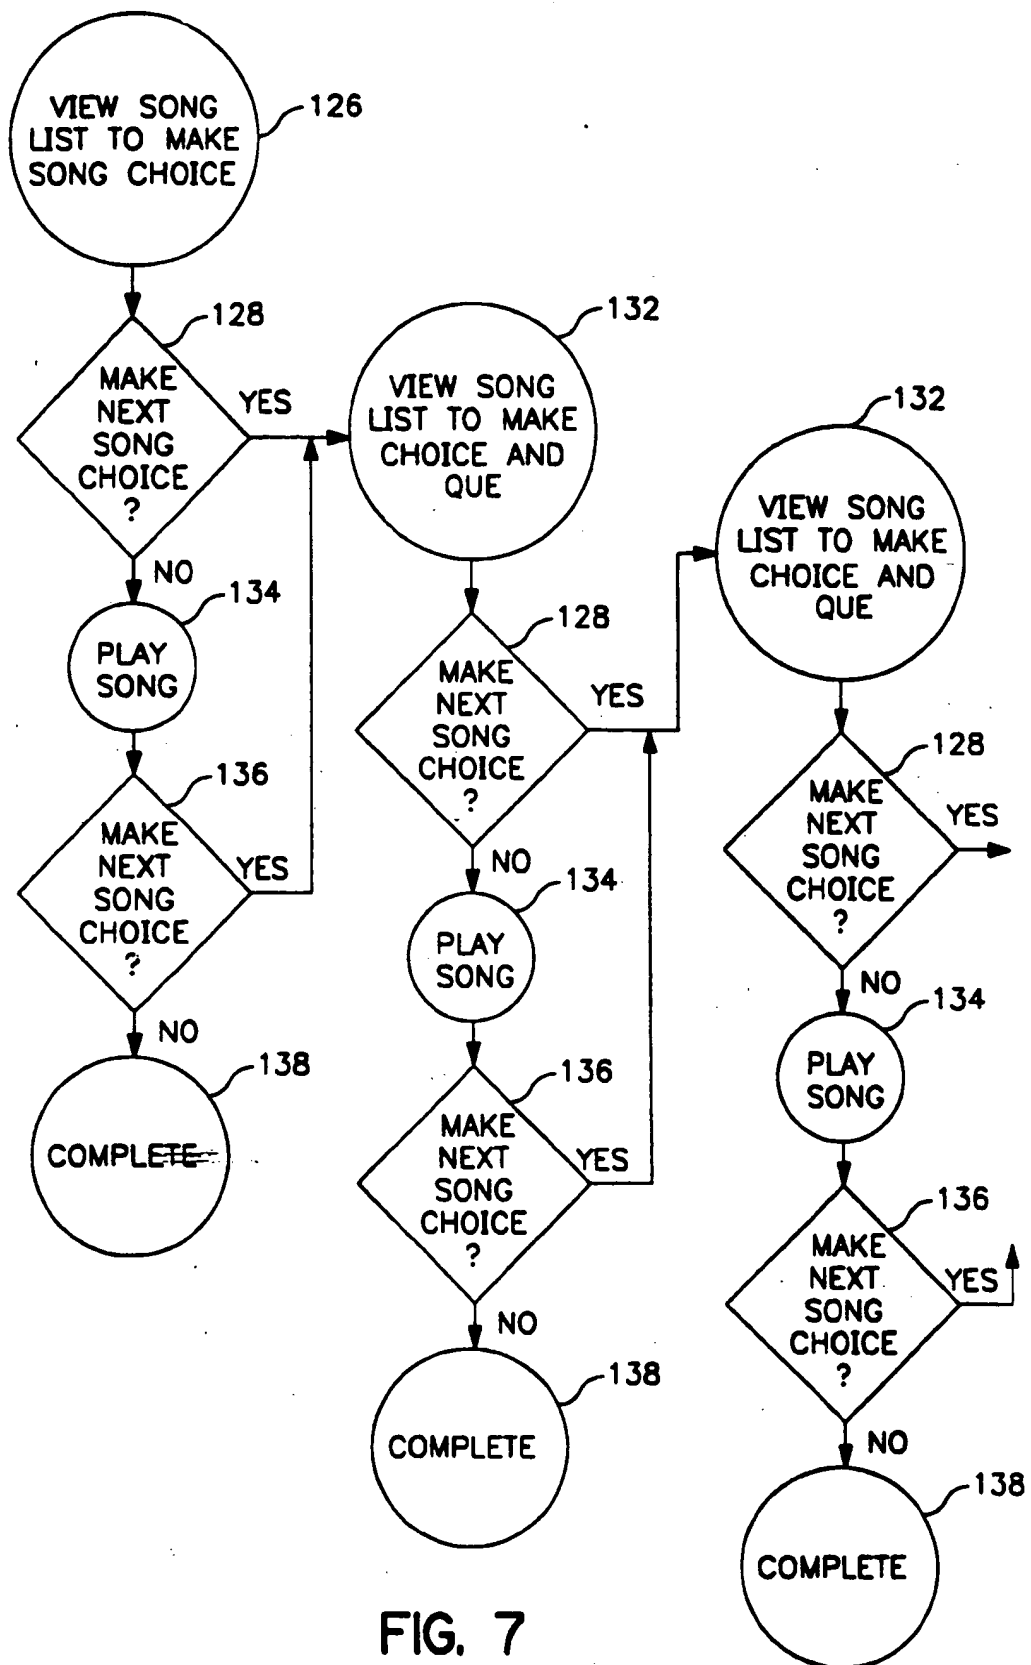 VIEW SONG
LIST TO MAKE
SONG CHOICE
126
128
MAKE
NEXT
SONG
CHOICE
?
YES
NO
134
PLAY
SONG
136
MAKE
NEXT
SONG
CHOICE
?
YES
NO
138
COMPLETE
132
VIEW SONG
LIST TO MAKE
CHOICE AND
QUE
128
MAKE
NEXT
SONG
CHOICE
?
YES
NO
134
PLAY
SONG
136
MAKE
NEXT
SONG
CHOICE
?
YES
NO
138
COMPLETE
132
VIEW SONG
LIST TO MAKE
CHOICE AND
QUE
128
MAKE
NEXT
SONG
CHOICE
?
YES
NO
134
PLAY
SONG
136
MAKE
NEXT
SONG
CHOICE
?
YES
NO
138
COMPLETE
FIG. 7